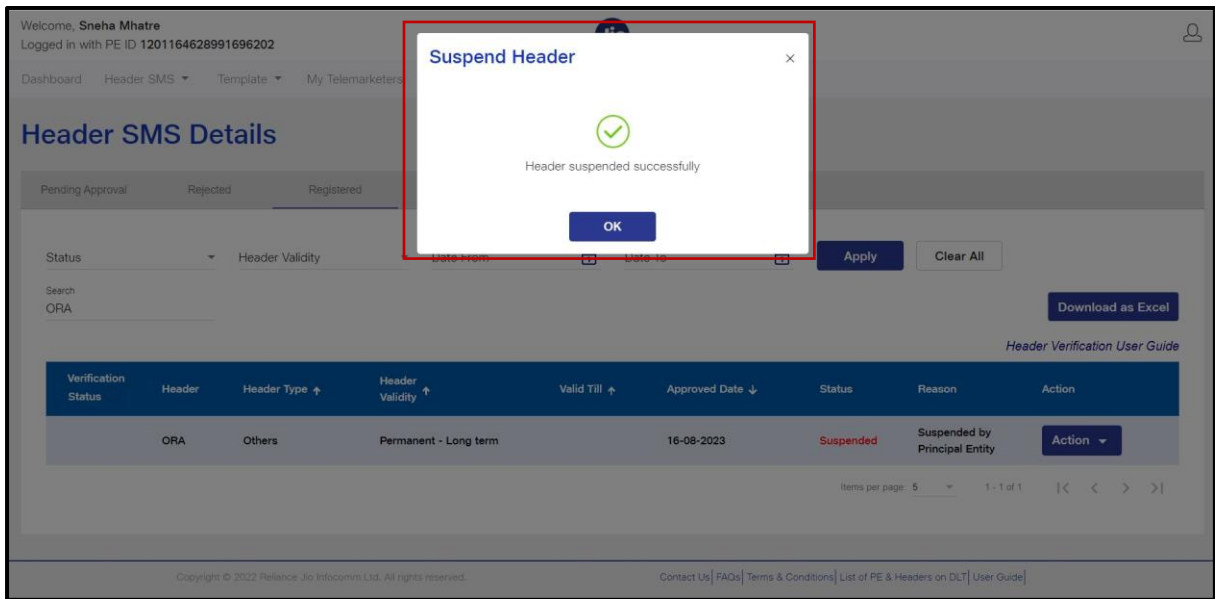 Welcome, Sneha Mhatre
Logged in with PE ID 1201164628991696202
Dashboard Header SMS Template My Telemarketers
Suspend Header
Header suspended successfully
OK
Header SMS Details
Pending Approval Rejected Registered
Status Header Validity Date From Date To Apply Clear All
Search
ORA
Download as Excel
Header Verification User Guide
Verification Status Header Header Type Header Validity Valid Till Approved Date Status Reason Action
ORA Others Permanent - Long term 16-08-2023 Suspended Suspended by Principal Entity Action
Items per page: 5 1 - 1 of 1
Copyright © 2022 Reliance Jio Infocomm Ltd. All rights reserved. Contact Us| FAQs| Terms & Conditions| List of PE & Headers on DLT| User Guide|